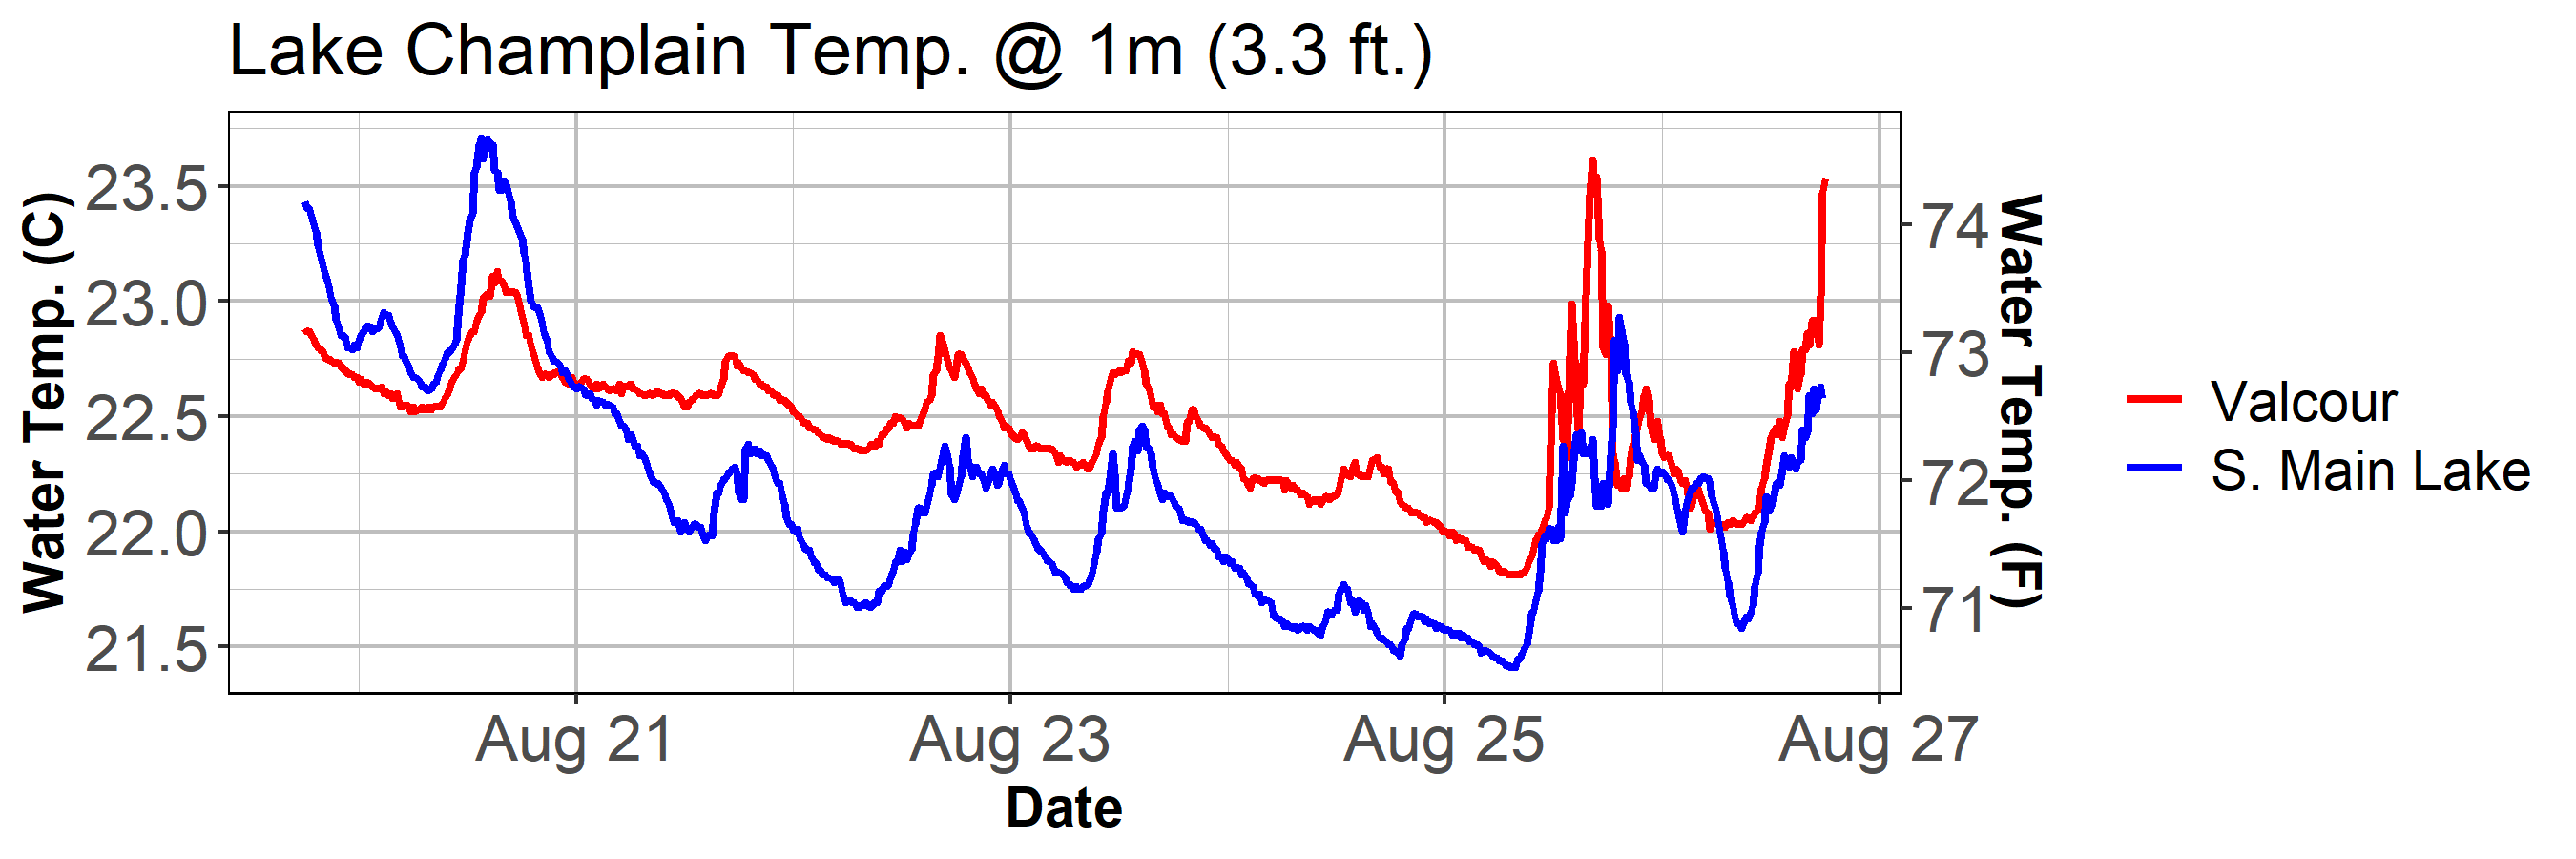 Lake Champlain Temp. @ 1m (3.3 ft.)
Water Temp. (C)
23.5
23.0
22.5
22.0
21.5
74
73
72
71
Water Temp. (F)
Aug 21
Aug 23
Aug 25
Aug 27
Date
Valcour
S. Main Lake